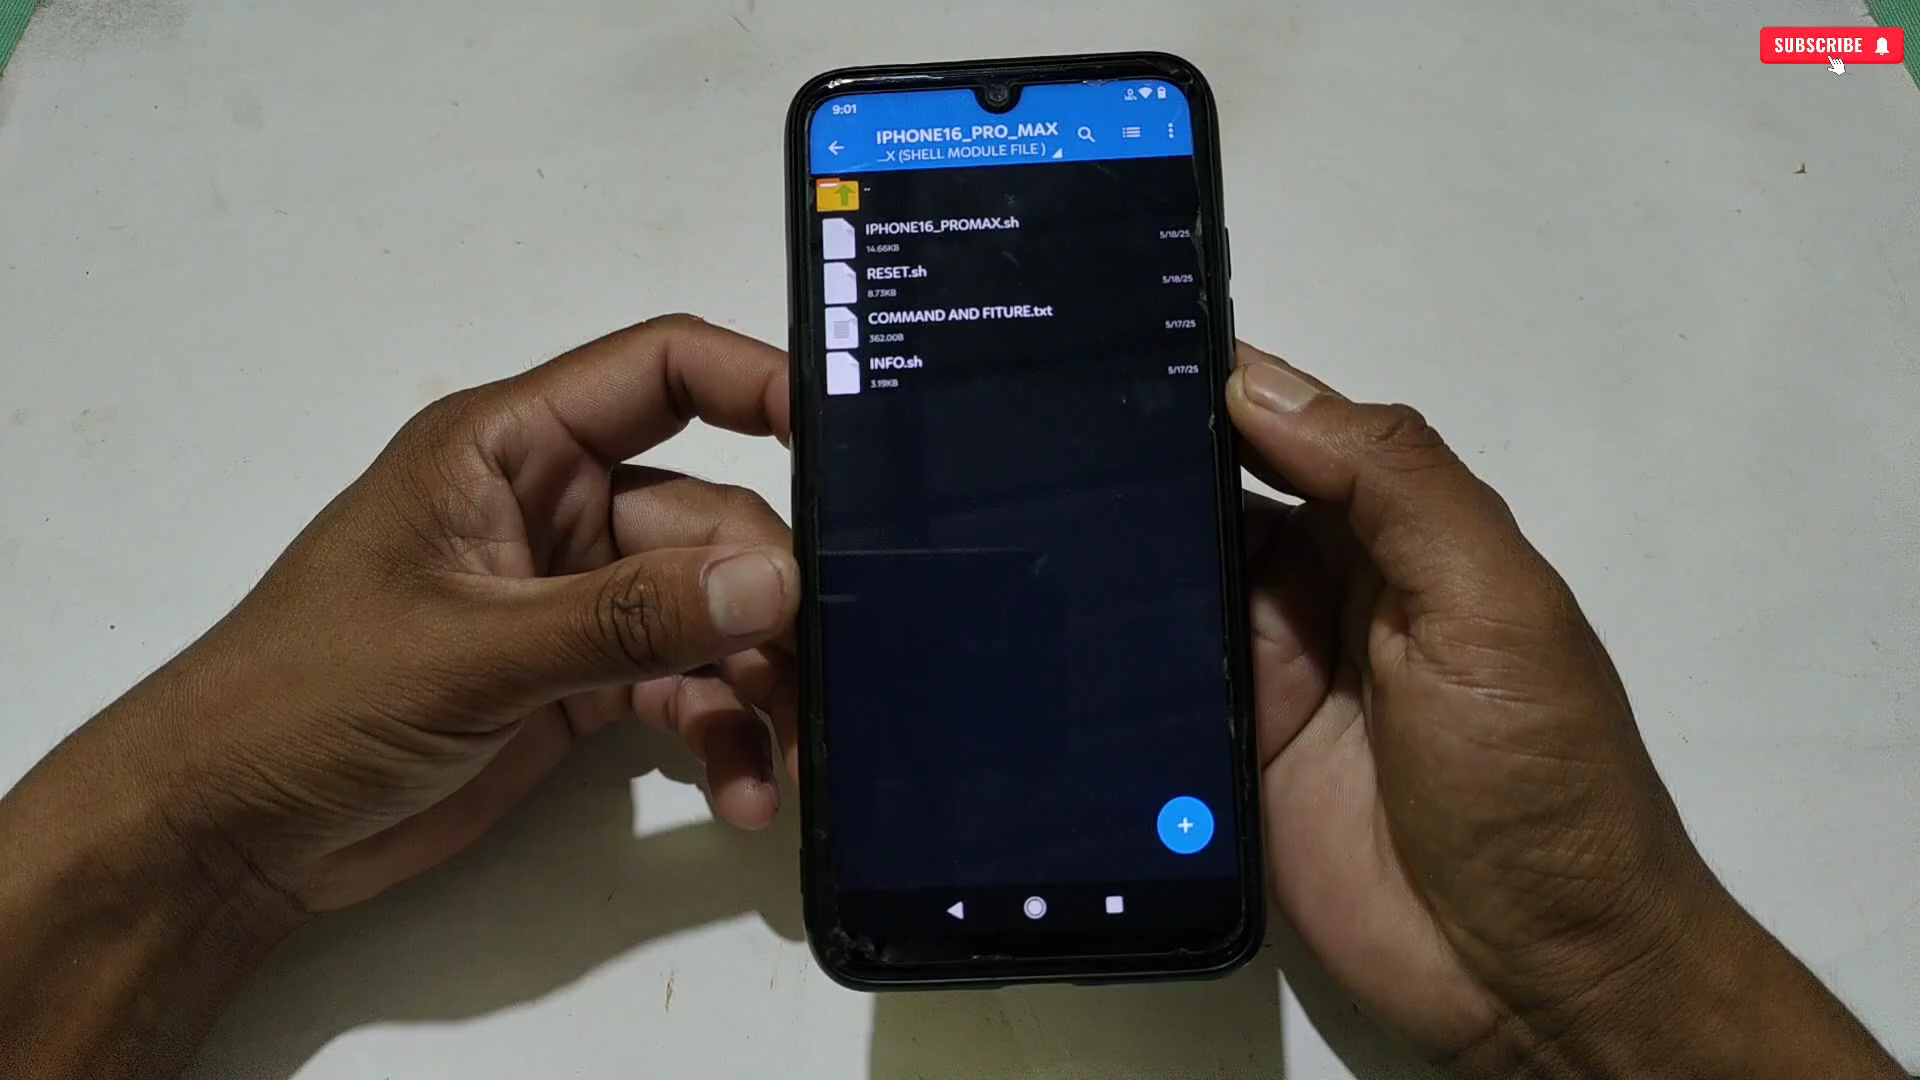 SUBSCRIBE
9:01
IPHONE16_PRO_MAX
...X (SHELL MODULE FILE )
..
IPHONE16_PROMAX.sh
14.66KB
5/18/25
RESET.sh
8.73KB
5/18/25
COMMAND AND FITURE.txt
362.00B
5/17/25
INFO.sh
3.19KB
5/17/25